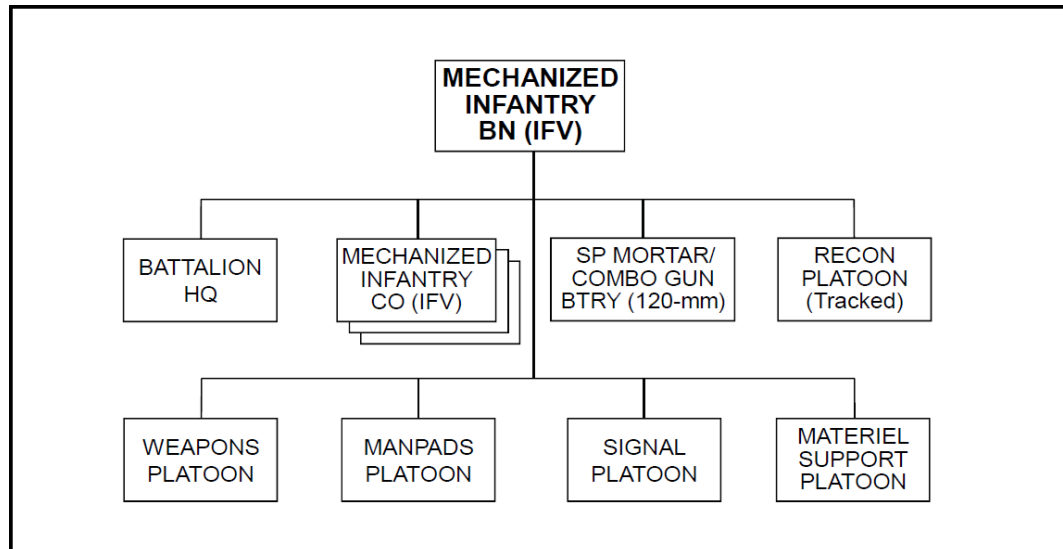 MECHANIZED
INFANTRY
BN (IFV)
BATTALION
HQ
MECHANIZED
INFANTRY
CO (IFV)
SP MORTAR/
COMBO GUN
BTRY (120-mm)
RECON
PLATOON
(Tracked)
WEAPONS
PLATOON
MANPADS
PLATOON
SIGNAL
PLATOON
MATERIEL
SUPPORT
PLATOON